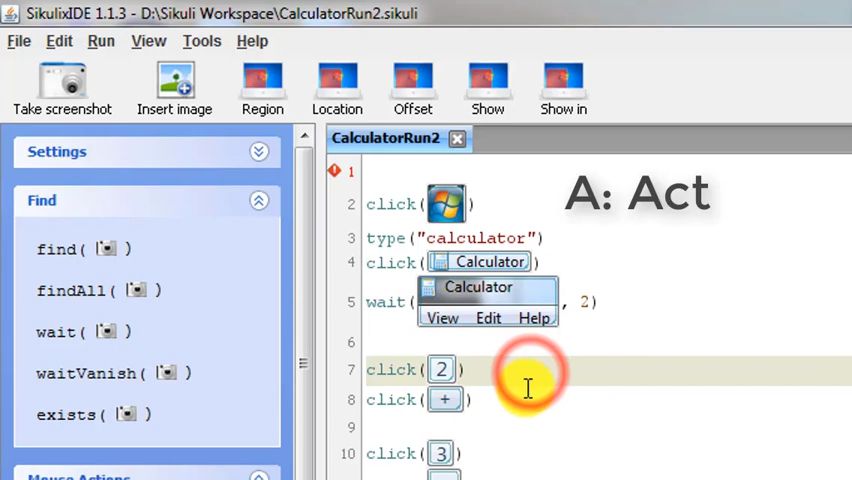 SikulixIDE 1.1.3 - D:\Sikuli Workspace\CalculatorRun2.sikuli
File Edit Run View Tools Help
Take screenshot Insert image Region Location Offset Show Show in
Settings
Find
find( )
findAll( )
wait( )
waitVanish( )
exists( )
Mouse Actions
CalculatorRun2
A: Act
1
2 click( )
3 type("calculator")
4 click( Calculator )
5 wait( Calculator View Edit Help , 2)
6
7 click( 2 )
8 click( + )
9
10 click( 3 )